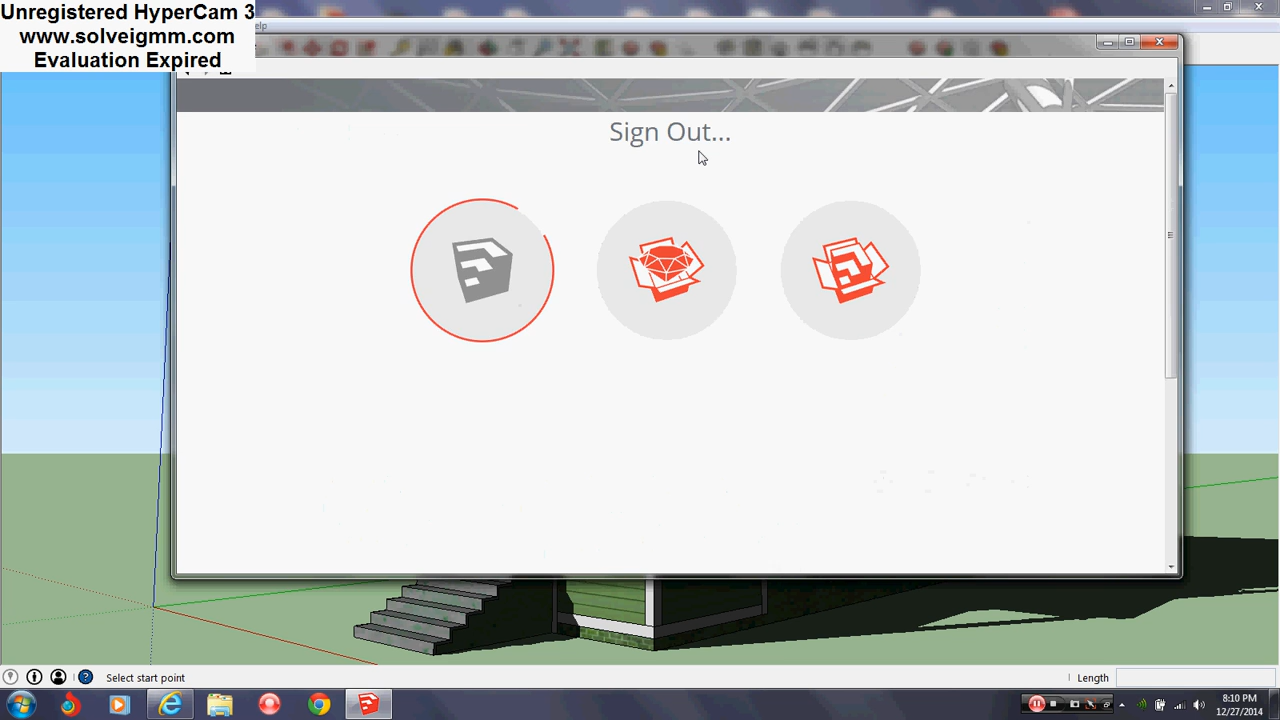 Unregistered HyperCam 3
www.solveigmm.com
Evaluation Expired
elp
Sign Out...
Select start point
Length
8:10 PM
12/27/2014